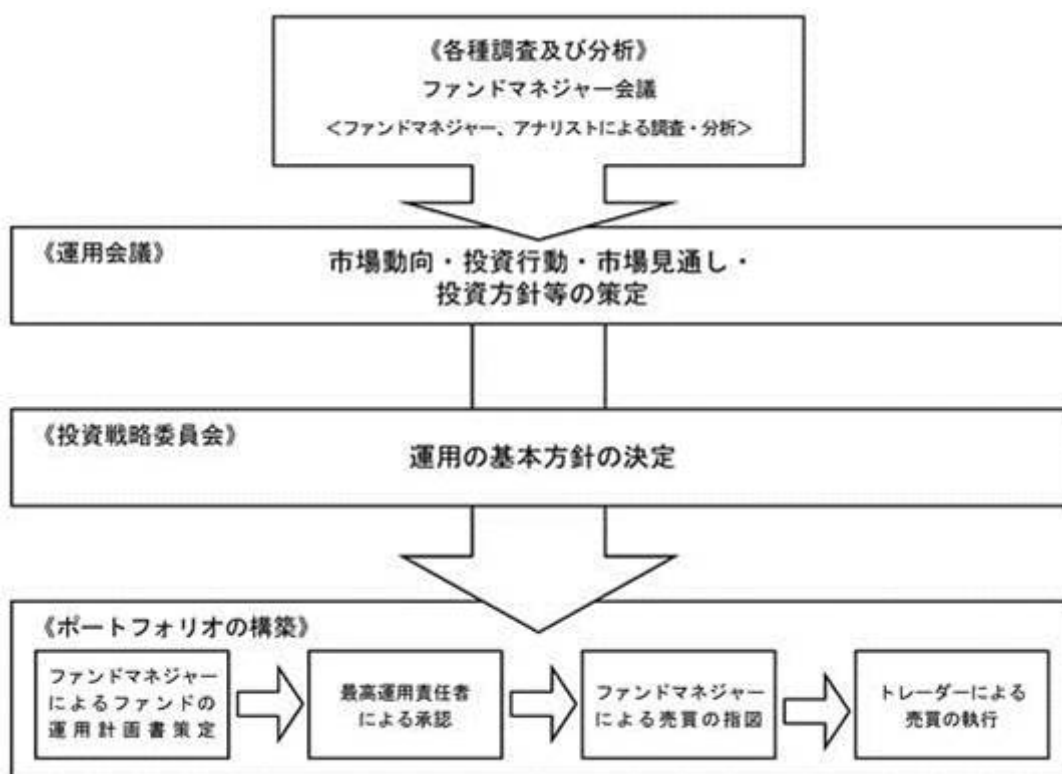 《各種調査及び分析》
ファンドマネジャー会議
＜ファンドマネジャー、アナリストによる調査・分析＞
《運用会議》
市場動向・投資行動・市場見通し・
投資方針等の策定
《投資戦略委員会》
運用の基本方針の決定
《ポートフォリオの構築》
ファンドマネジャー
によるファンドの
運用計画書策定
最高運用責任者
による承認
ファンドマネジャー
による売買の指図
トレーダーによる
売買の執行